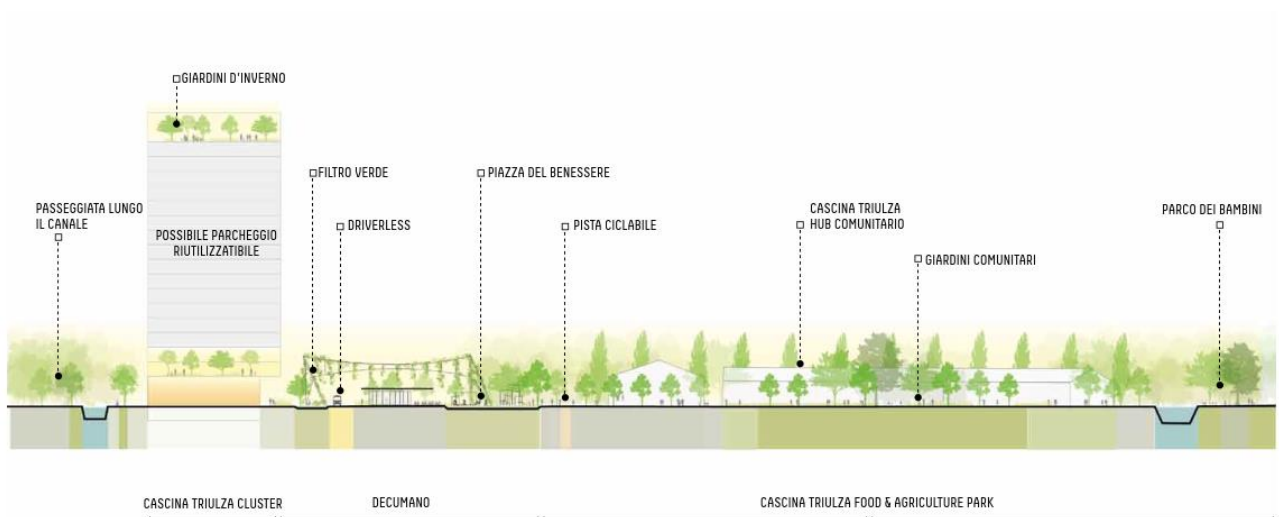 GIARDINI D'INVERNO
FILTRO VERDE
PIAZZA DEL BENESSERE
PASSEGGIATA LUNGO
IL CANALE
POSSIBILE PARCHEGGIO
RIUTILIZZATIBILE
DRIVERLESS
PISTA CICLABILE
CASCINA TRIULZA
HUB COMUNITARIO
PARCO DEI BAMBINI
GIARDINI COMUNITARI
CASCINA TRIULZA CLUSTER
DECUMANO
CASCINA TRIULZA FOOD & AGRICULTURE PARK